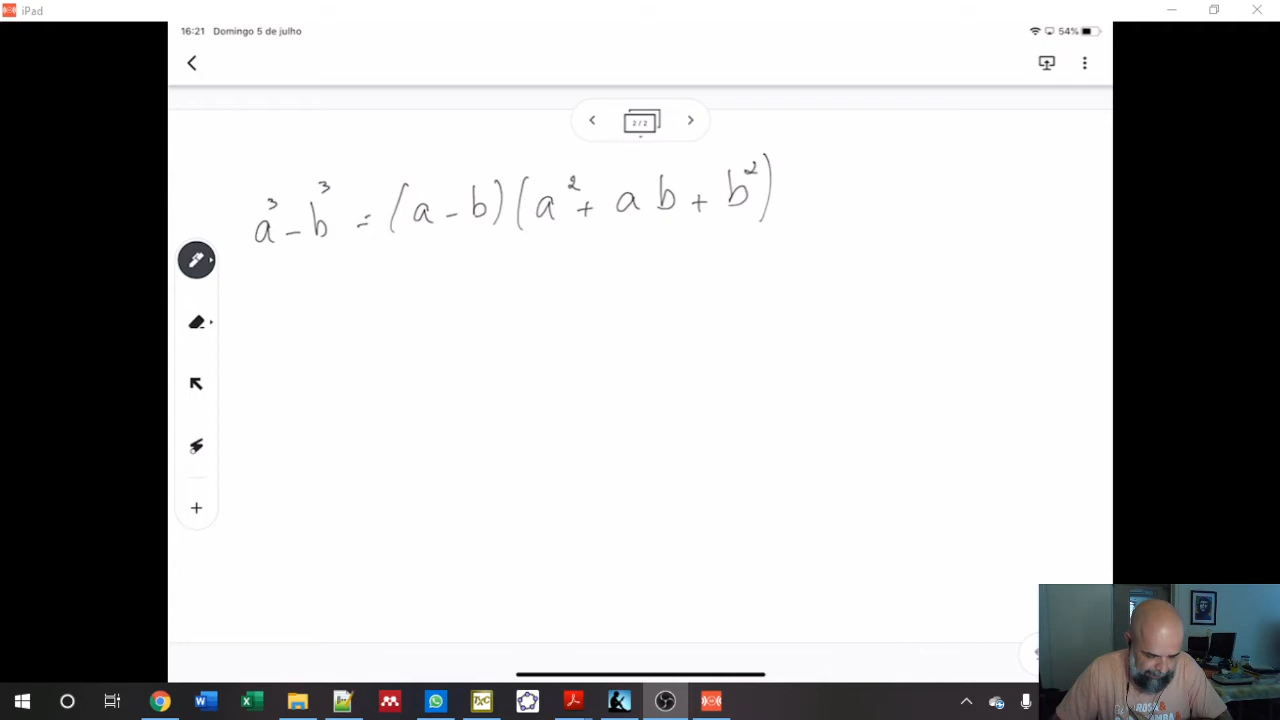 iPad
16:21 Domingo 5 de julho
54%
2/2
a³ - b³ = (a - b)(a² + ab + b²)